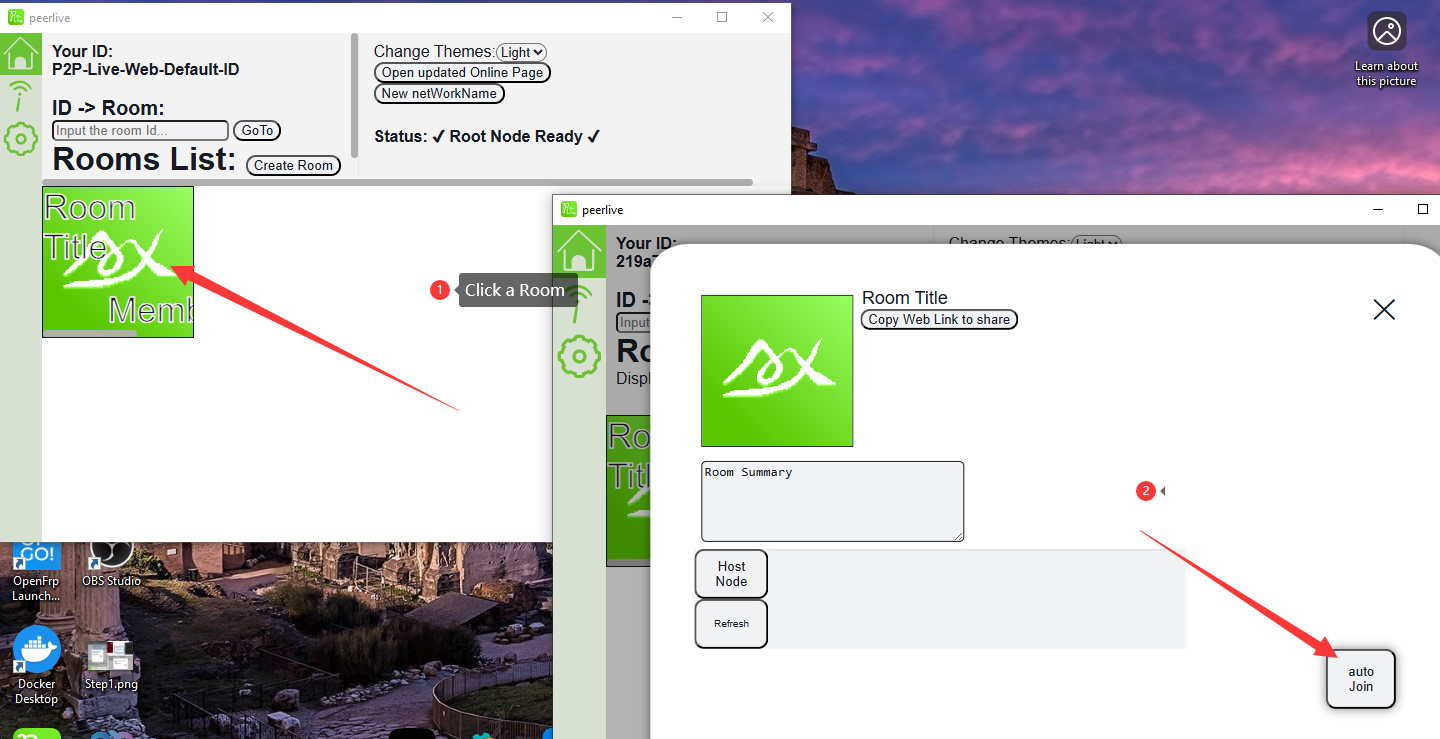 peerlive
Your ID:
P2P-Live-Web-Default-ID
ID -> Room:
Input the room Id...
GoTo
Rooms List:
Create Room
Change Themes:
Light
Open updated Online Page
New netWorkName
Status: ✓ Root Node Ready ✓
Room
Title
Memb
1
Click a Room
Learn about
this picture
peerlive
Your ID:
219a
Change Themes:
Light
ID -
Input
Ro
Displ
Ro
Titl
Room Title
Copy Web Link to share
Room Summary
Host
Node
Refresh
2
auto
Join
GO!
OpenFrp
Launch...
OBS Studio
Docker
Desktop
Step1.png